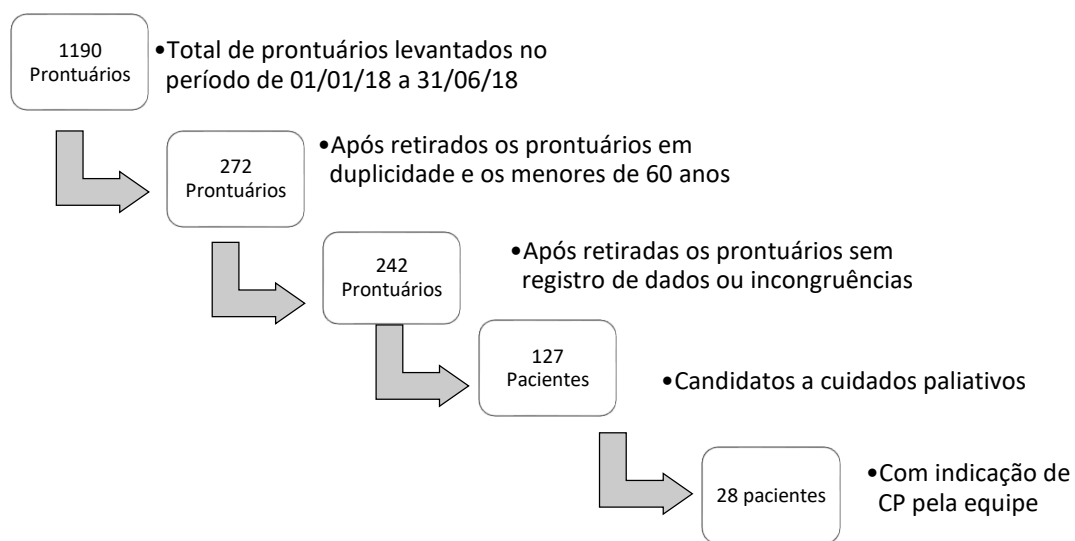 1190
Prontuários
•Total de prontuários levantados no
período de 01/01/18 a 31/06/18
272
Prontuários
•Após retirados os prontuários em
duplicidade e os menores de 60 anos
242
Prontuários
•Após retiradas os prontuários sem
registro de dados ou incongruências
127
Pacientes
•Candidatos a cuidados paliativos
28 pacientes
•Com indicação de
CP pela equipe